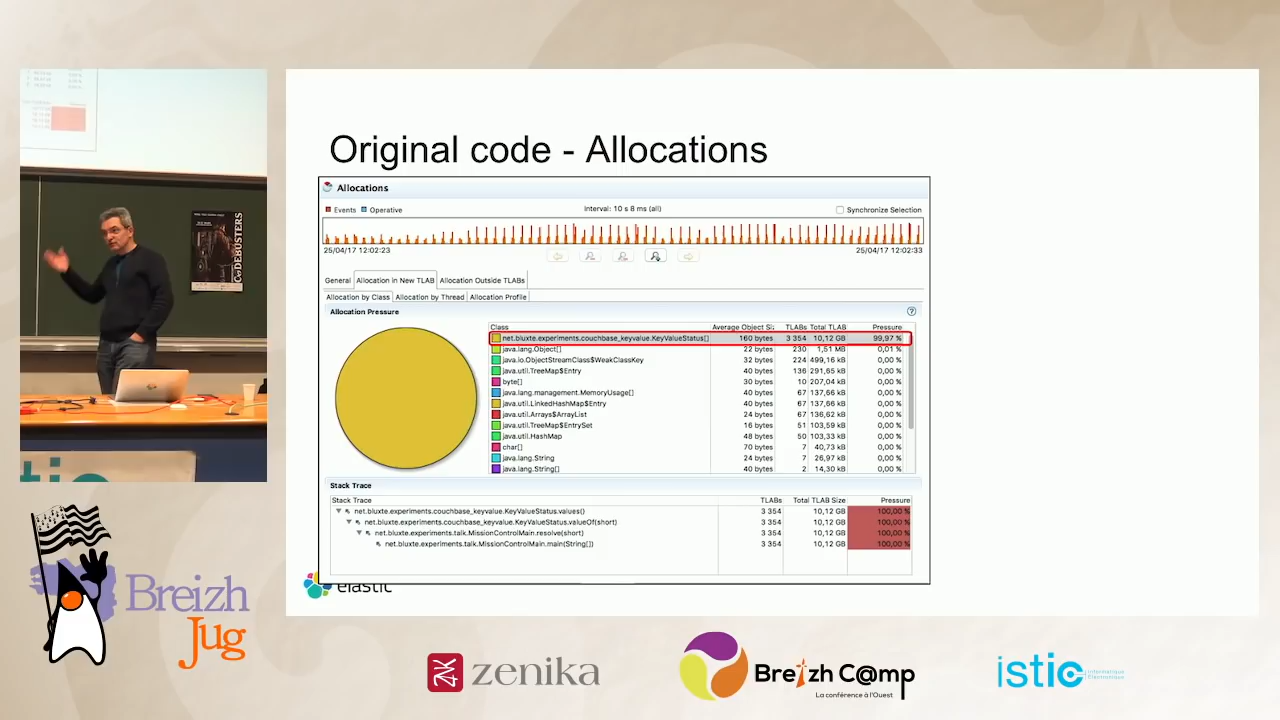 Original code - Allocations
Allocations
Events Operative
Interval: 10 s 8 ms (all)
Synchronize Selection
25/04/17 12:02:23
25/04/17 12:02:33
General Allocation in New TLAB Allocation Outside TLABs
Allocation by Class Allocation by Thread Allocation Profile
Allocation Pressure
Class Average Object Si; TLABs Total TLAB Pressure
net.bluxte.experiments.couchbase_keyvalue.KeyValueStatus[] 160 bytes 3 354 10,12 GB 99,97 %
java.lang.Object[] 22 bytes 230 1,51 MB 0,01 %
java.io.ObjectStreamClass$WeakClassKey 32 bytes 224 499,16 kB 0,00 %
java.util.TreeMap$Entry 40 bytes 136 291,65 kB 0,00 %
byte[] 30 bytes 10 207,04 kB 0,00 %
java.lang.management.MemoryUsage[] 40 bytes 67 137,66 kB 0,00 %
java.util.LinkedHashMap$Entry 40 bytes 67 137,66 kB 0,00 %
java.util.Arrays$ArrayList 24 bytes 67 136,62 kB 0,00 %
java.util.TreeMap$EntrySet 16 bytes 51 103,59 kB 0,00 %
java.util.HashMap 48 bytes 50 103,33 kB 0,00 %
char[] 70 bytes 7 40,73 kB 0,00 %
java.lang.String 24 bytes 7 26,97 kB 0,00 %
java.lang.String[] 40 bytes 2 14,30 kB 0,00 %
Stack Trace
Stack Trace TLABs Total TLAB Size Pressure
net.bluxte.experiments.couchbase_keyvalue.KeyValueStatus.values() 3 354 10,12 GB 100,00 %
net.bluxte.experiments.couchbase_keyvalue.KeyValueStatus.valueOf(short) 3 354 10,12 GB 100,00 %
net.bluxte.experiments.talk.MissionControlMain.resolve(short) 3 354 10,12 GB 100,00 %
net.bluxte.experiments.talk.MissionControlMain.main(String[]) 3 354 10,12 GB 100,00 %
elastic
CODEBUSTERS
Breizh
Jug
zenika
Breizh C@mp
La conférence à l'Ouest
istic
Informatique
Électronique